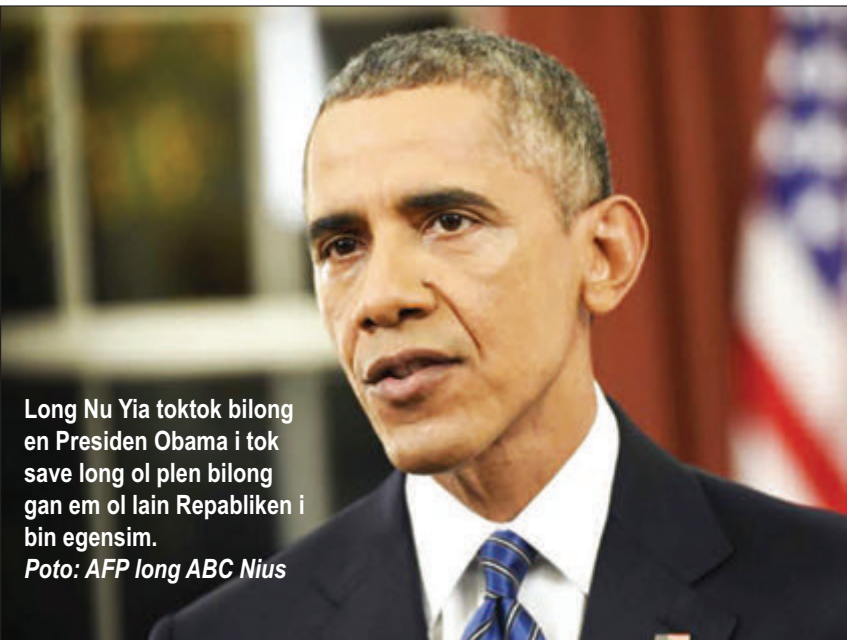 Long Nu Yia toktok bilong
en Presiden Obama i tok
save long ol plen bilong
gan em ol lain Repabliken i
bin egensim.
Poto: AFP long ABC Nius